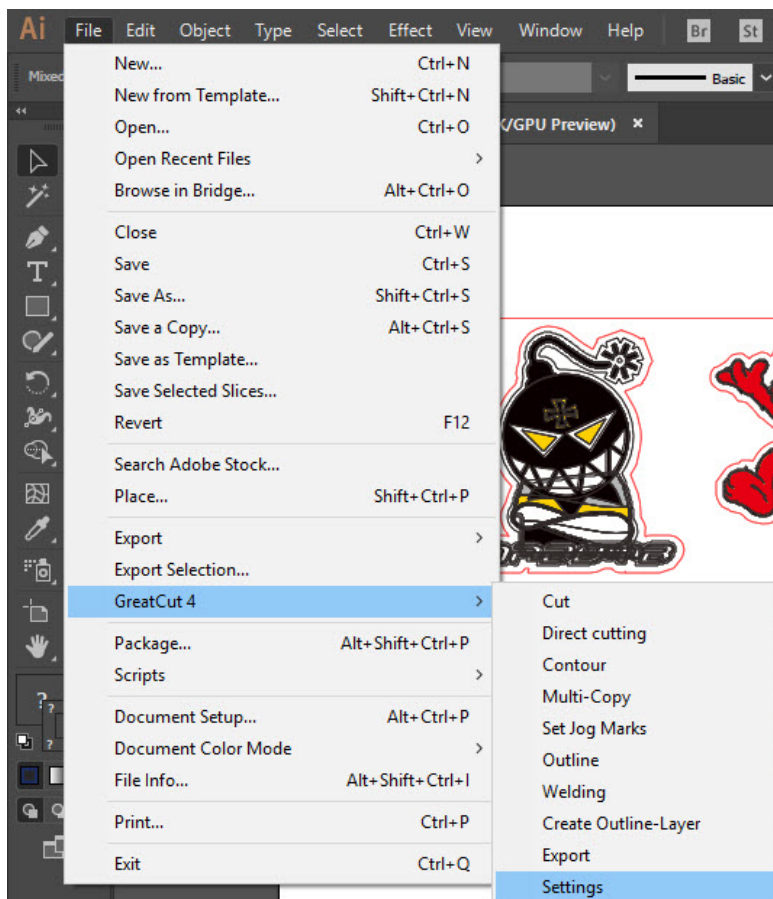 Ai File Edit Object Type Select Effect View Window Help Br St
Mixed
Basic
K/GPU Preview) ×
New... Ctrl+N
New from Template... Shift+Ctrl+N
Open... Ctrl+O
Open Recent Files >
Browse in Bridge... Alt+Ctrl+O
Close Ctrl+W
Save Ctrl+S
Save As... Shift+Ctrl+S
Save a Copy... Alt+Ctrl+S
Save as Template...
Save Selected Slices...
Revert F12
Search Adobe Stock...
Place... Shift+Ctrl+P
Export >
Export Selection...
GreatCut 4 >
Package... Alt+Shift+Ctrl+P
Scripts >
Document Setup... Alt+Ctrl+P
Document Color Mode >
File Info... Alt+Shift+Ctrl+I
Print... Ctrl+P
Exit Ctrl+Q
Cut
Direct cutting
Contour
Multi-Copy
Set Jog Marks
Outline
Welding
Create Outline-Layer
Export
Settings